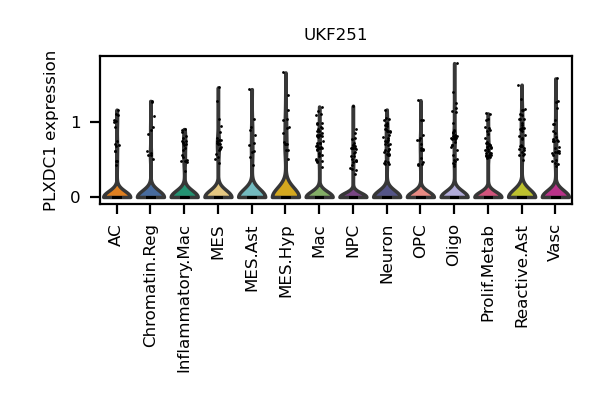 UKF251
PLXDC1 expression
1
0
AC
Chromatin.Reg
Inflammatory.Mac
MES
MES.Ast
MES.Hyp
Mac
NPC
Neuron
OPC
Oligo
Prolif.Metab
Reactive.Ast
Vasc